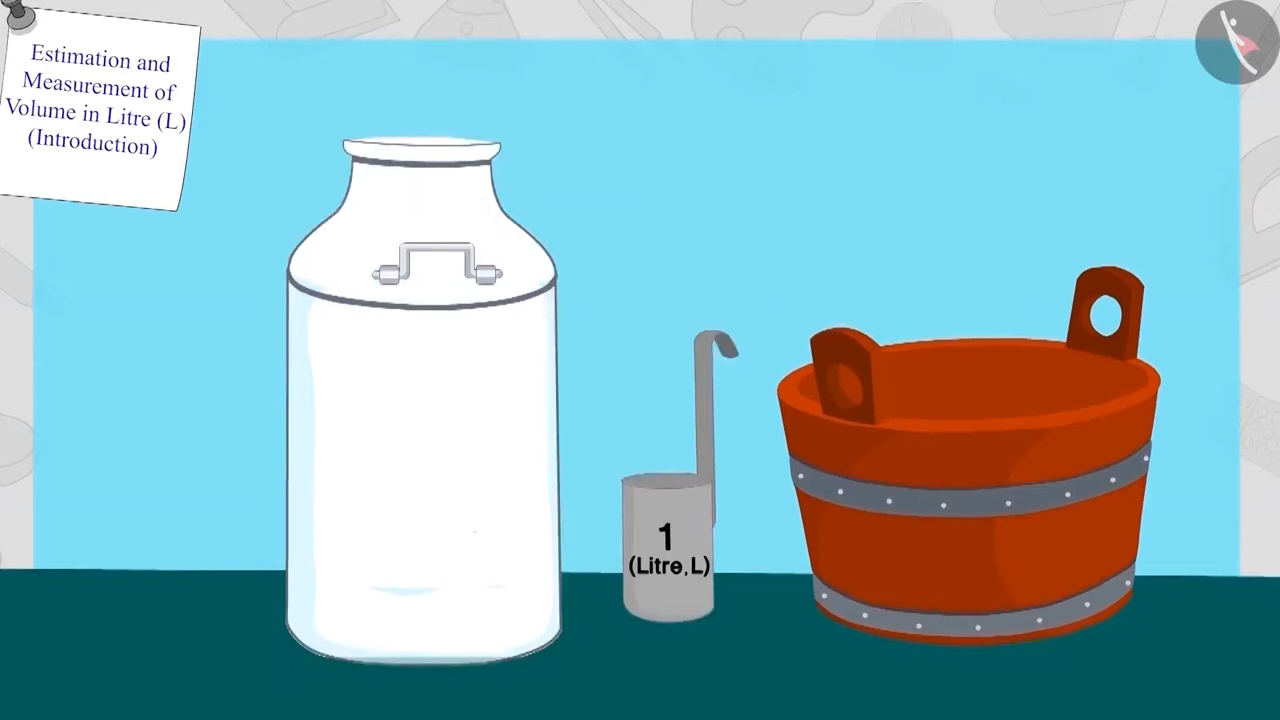 Estimation and
Measurement of
Volume in Litre (L)
(Introduction)
1
(Litre,L)